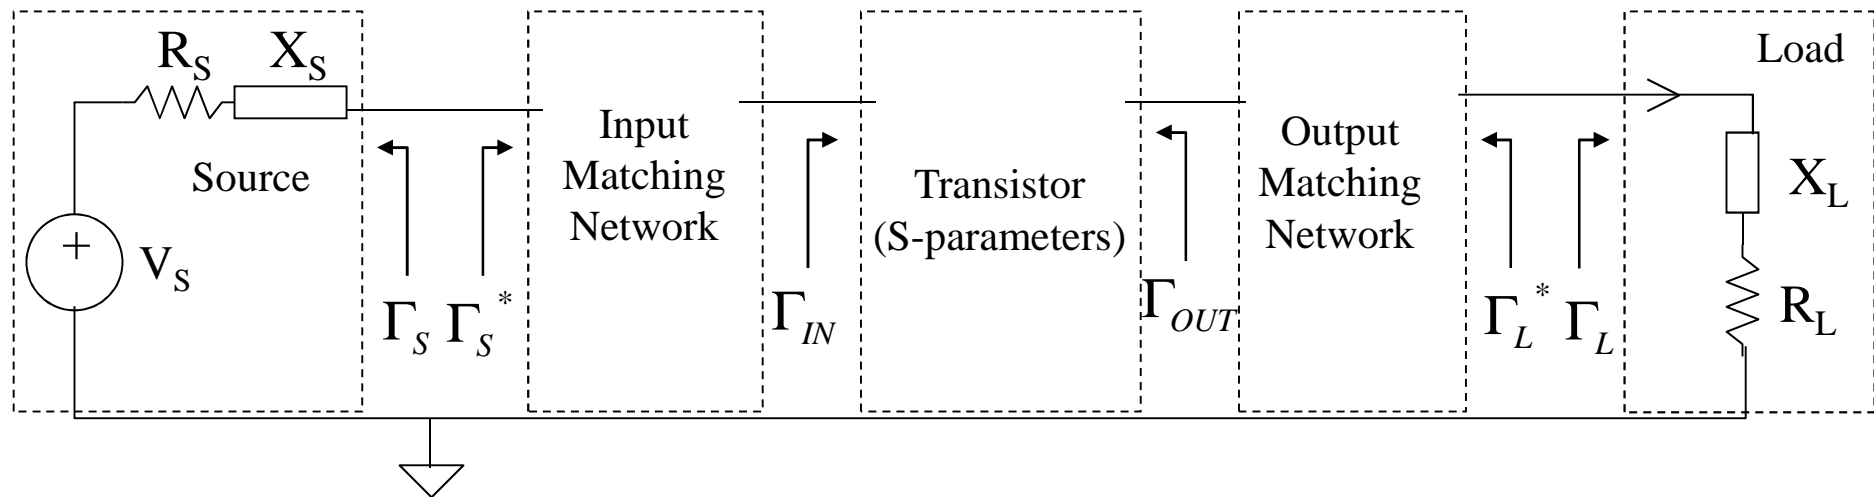 R_S X_S
Source
+
V_S
Γ_S Γ_S^*
Input
Matching
Network
Γ_IN
Transistor
(S-parameters)
Γ_OUT
Output
Matching
Network
Γ_L^* Γ_L
Load
X_L
R_L